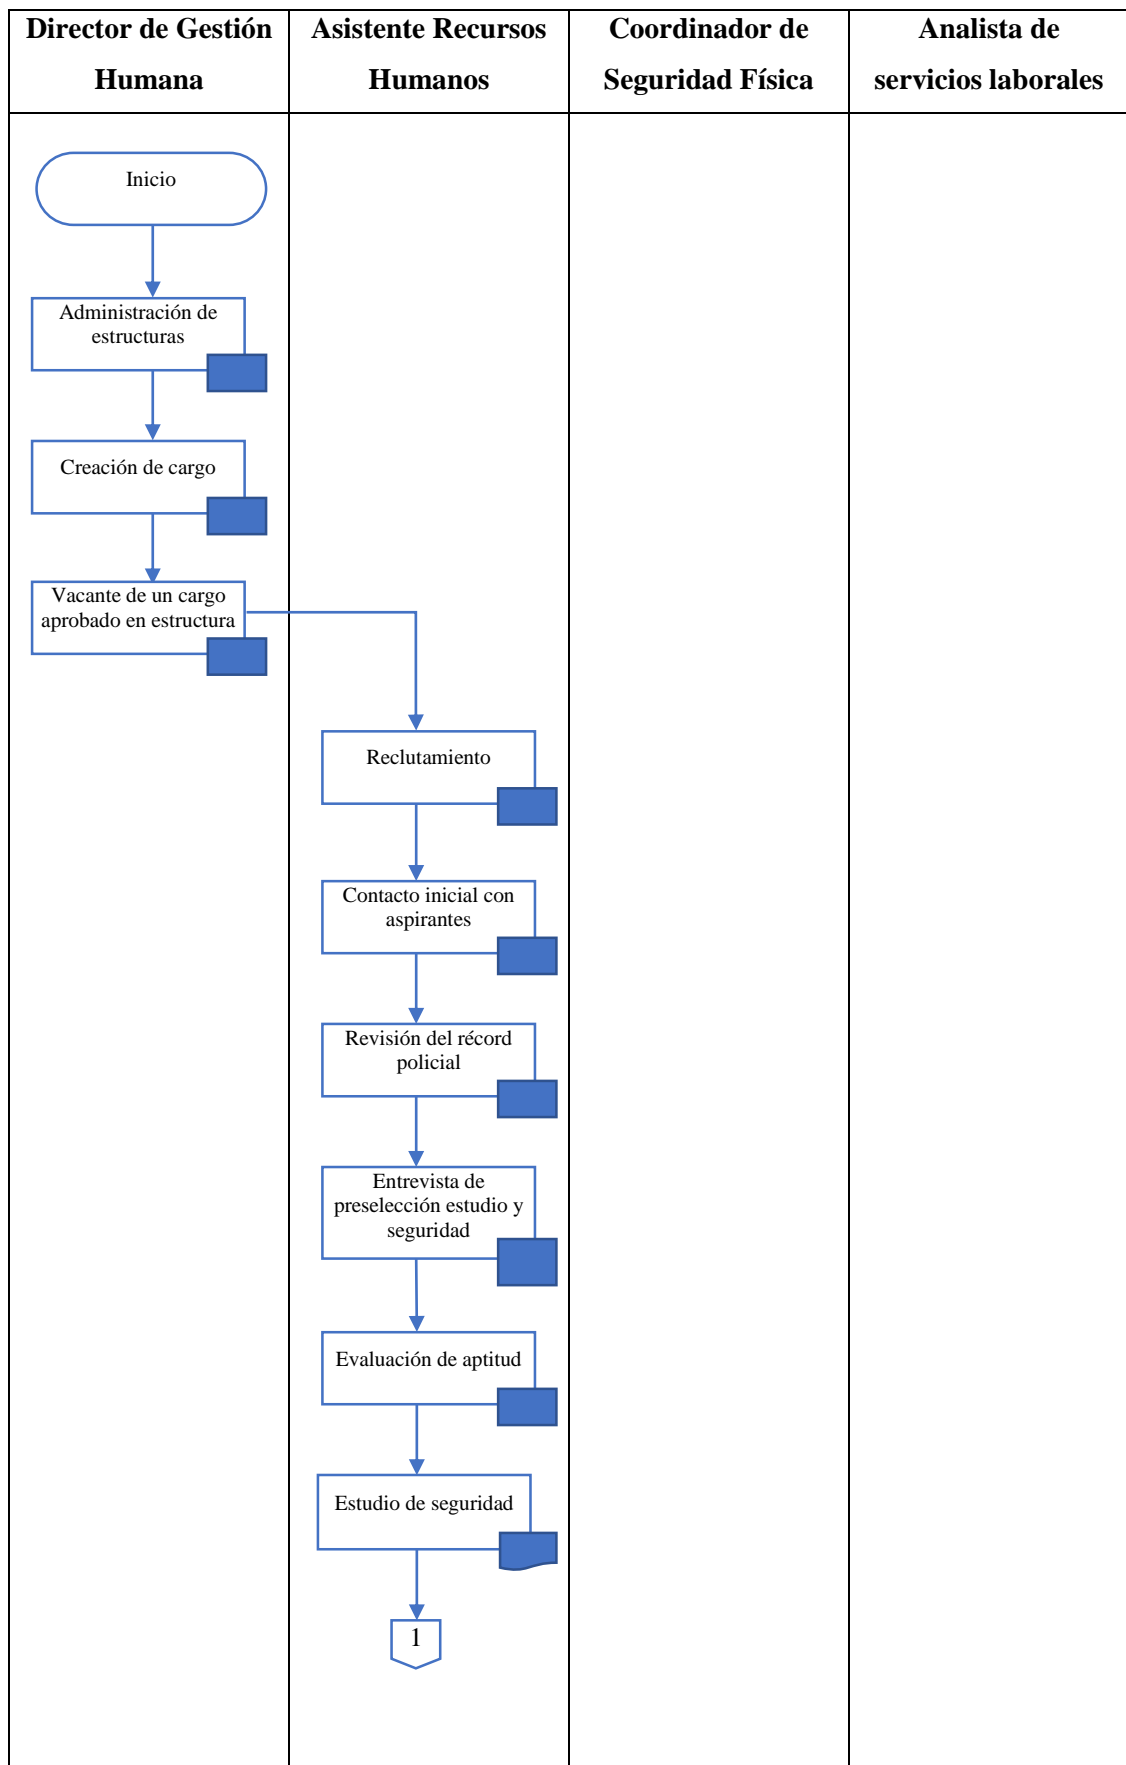 Director de Gestión
Humana
Asistente Recursos
Humanos
Coordinador de
Seguridad Física
Analista de
servicios laborales
Inicio
Administración de
estructuras
Creación de cargo
Vacante de un cargo
aprobado en estructura
Reclutamiento
Contacto inicial con
aspirantes
Revisión del récord
policial
Entrevista de
preselección estudio y
seguridad
Evaluación de aptitud
Estudio de seguridad
1